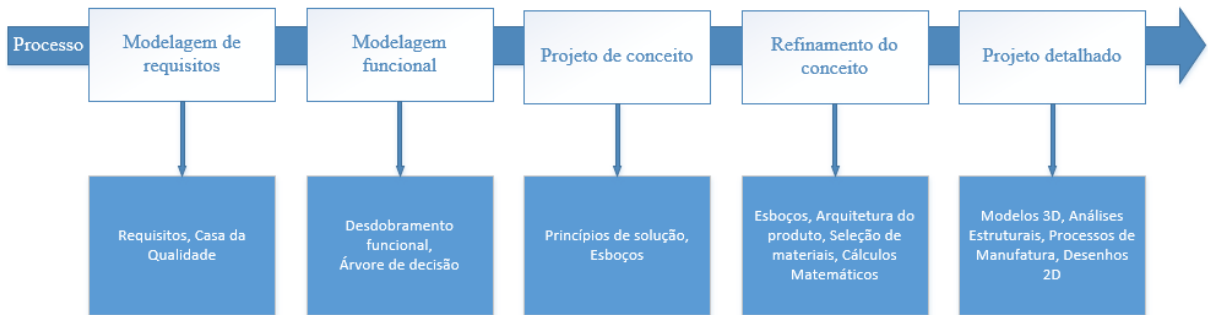 Processo
Modelagem de
requisitos
Modelagem
funcional
Projeto de conceito
Refinamento do
conceito
Projeto detalhado
Requisitos, Casa da
Qualidade
Desdobramento
funcional,
Árvore de decisão
Princípios de solução,
Esboços
Esboços, Arquitetura do
produto, Seleção de
materiais, Cálculos
Matemáticos
Modelos 3D, Análises
Estruturais, Processos de
Manufatura, Desenhos
2D